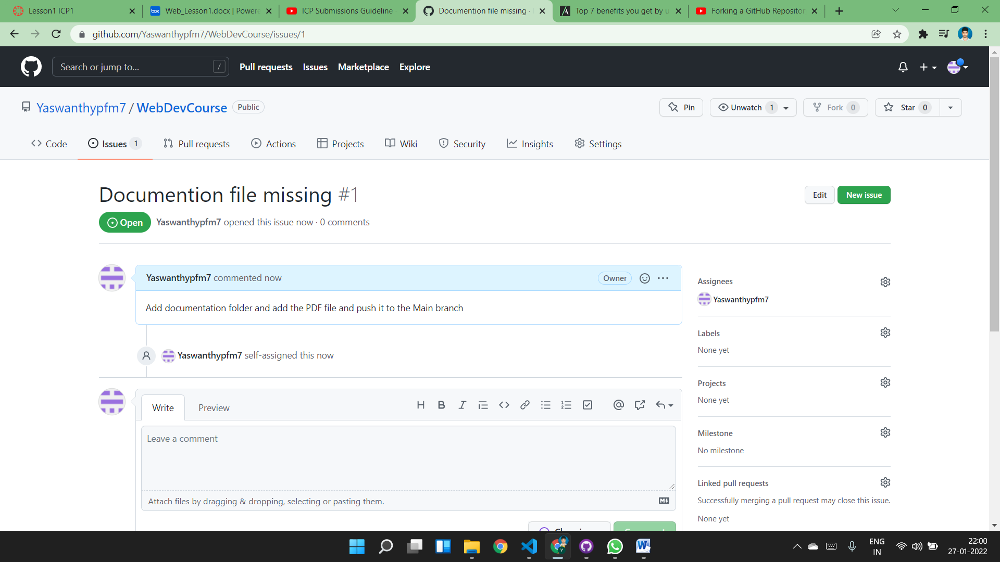 Lesson1 ICP1
Web_Lesson1.docx | Powere
ICP Submissions Guideline -
Documention file missing ·
Top 7 benefits you get by u
Forking a GitHub Repositor
github.com/Yaswanthypfm7/WebDevCourse/issues/1
Search or jump to...
/
Pull requests
Issues
Marketplace
Explore
Yaswanthypfm7 / WebDevCourse
Public
Pin
Unwatch 1
Fork 0
Star 0
Code
Issues 1
Pull requests
Actions
Projects
Wiki
Security
Insights
Settings
Documention file missing #1
Edit
New issue
Open
Yaswanthypfm7 opened this issue now · 0 comments
Yaswanthypfm7 commented now
Owner
Add documentation folder and add the PDF file and push it to the Main branch
Yaswanthypfm7 self-assigned this now
Write
Preview
Leave a comment
Attach files by dragging & dropping, selecting or pasting them.
Assignees
Yaswanthypfm7
Labels
None yet
Projects
None yet
Milestone
No milestone
Linked pull requests
Successfully merging a pull request may close this issue.
None yet
ENG
IN
22:00
27-01-2022